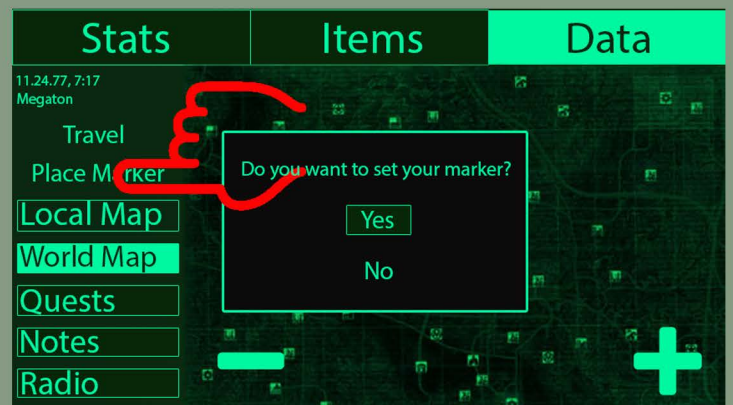 Stats
Items
Data
11.24.77, 7:17
Megaton
Travel
Place Marker
Local Map
World Map
Quests
Notes
Radio
Do you want to set your marker?
Yes
No